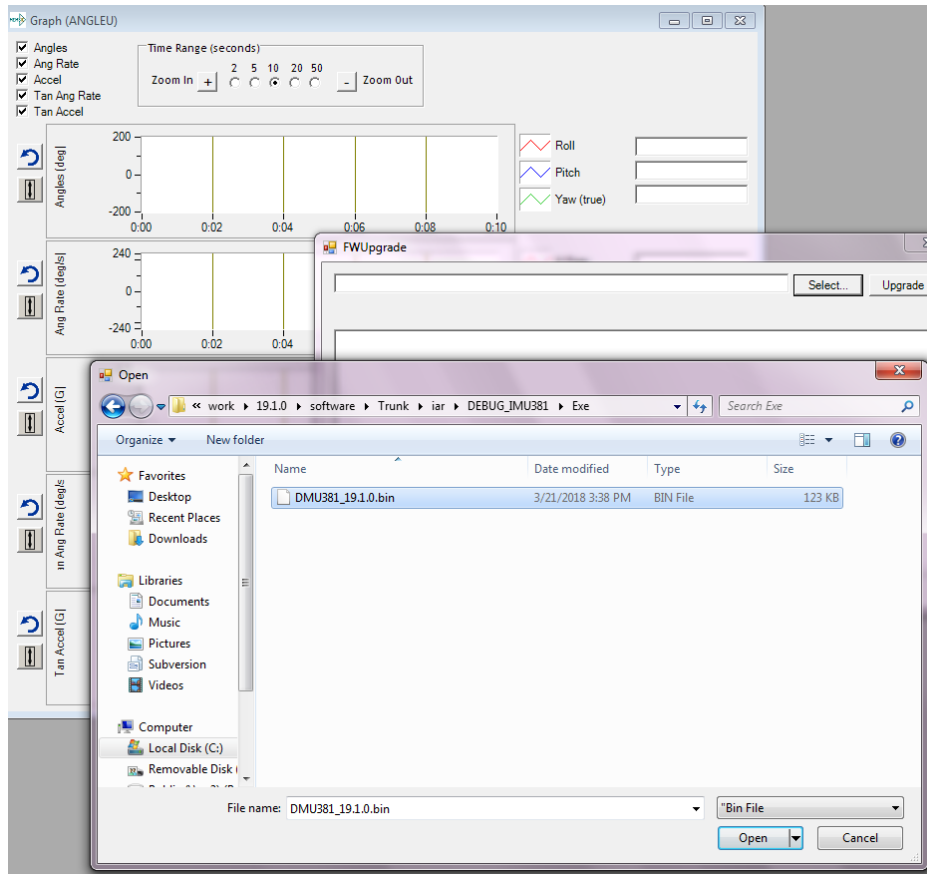 Graph (ANGLEU)
Angles
Ang Rate
Accel
Tan Ang Rate
Tan Accel
Time Range (seconds)
2 5 10 20 50
Zoom In + - Zoom Out
Angles [deg]
200
0
-200
0:00 0:02 0:04 0:06 0:08 0:10
Roll
Pitch
Yaw (true)
Ang Rate [deg/s]
240
0
-240
0:00 0:02 0:04
FWUpgrade
Select...
Upgrade
Accel [G]
in Ang Rate [deg/s
Tan Accel [G]
Open
« work 19.1.0 software Trunk iar DEBUG_IMU381 Exe
Search Exe
Organize New folder
Favorites
Desktop
Recent Places
Downloads
Libraries
Documents
Music
Pictures
Subversion
Videos
Computer
Local Disk (C:)
Removable Disk (
Name Date modified Type Size
DMU381_19.1.0.bin 3/21/2018 3:38 PM BIN File 123 KB
File name: DMU381_19.1.0.bin
"Bin File
Open
Cancel